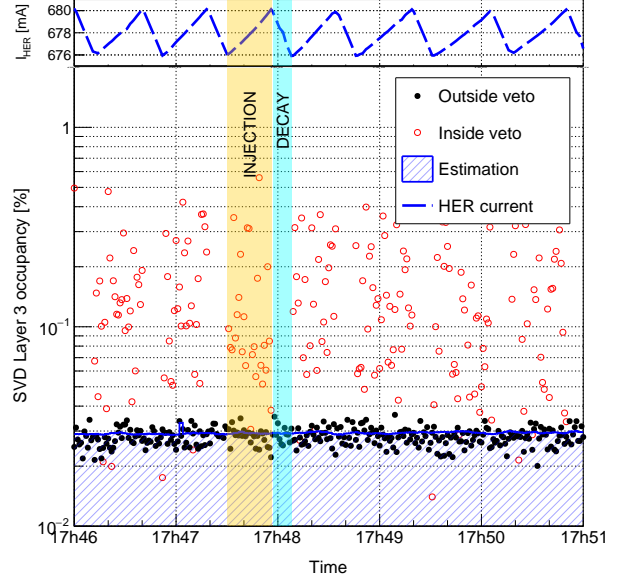 680
678
676
I_HER [mA]
INJECTION
DECAY
Outside veto
Inside veto
Estimation
HER current
1
10^−1
10^−2
SVD Layer 3 occupancy [%]
17h46
17h47
17h48
17h49
17h50
17h51
Time